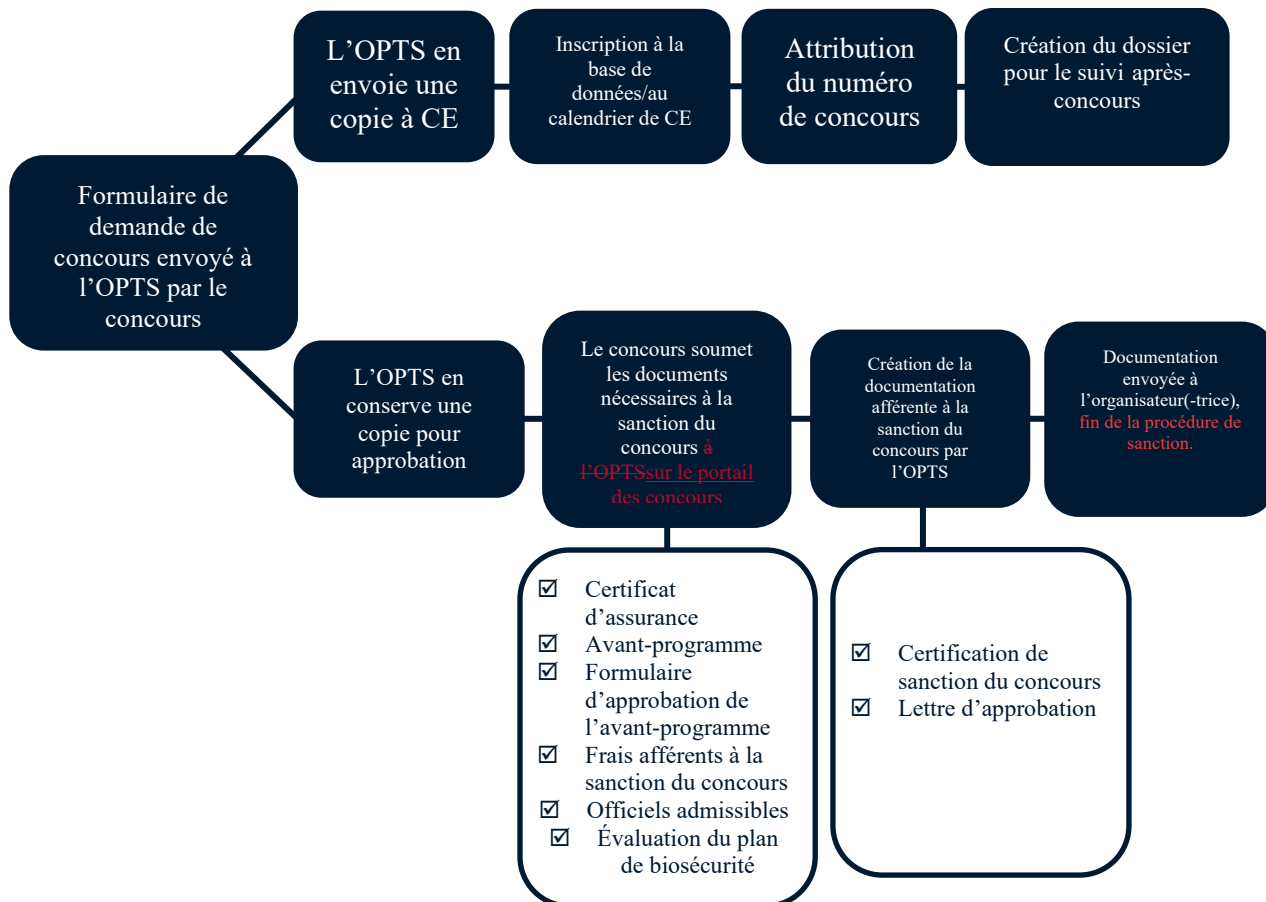 L’OPTS en
envoie une
copie à CE
Inscription à la
base de
données/au
calendrier de CE
Attribution
du numéro
de concours
Création du dossier
pour le suivi après-
concours
Formulaire de
demande de
concours envoyé à
l’OPTS par le
concours
L’OPTS en
conserve une
copie pour
approbation
Le concours soumet
les documents
nécessaires à la
sanction du
concours à
l’OPTSsur le portail
des concours
Création de la
documentation
afférente à la
sanction du
concours par
l’OPTS
Documentation
envoyée à
l’organisateur(-trice),
fin de la procédure de
sanction.
☑ Certificat
d’assurance
☑ Avant-programme
☑ Formulaire
d’approbation de
l’avant-programme
☑ Frais afférents à la
sanction du concours
☑ Officiels admissibles
☑ Évaluation du plan
de biosécurité
☑ Certification de
sanction du concours
☑ Lettre d’approbation